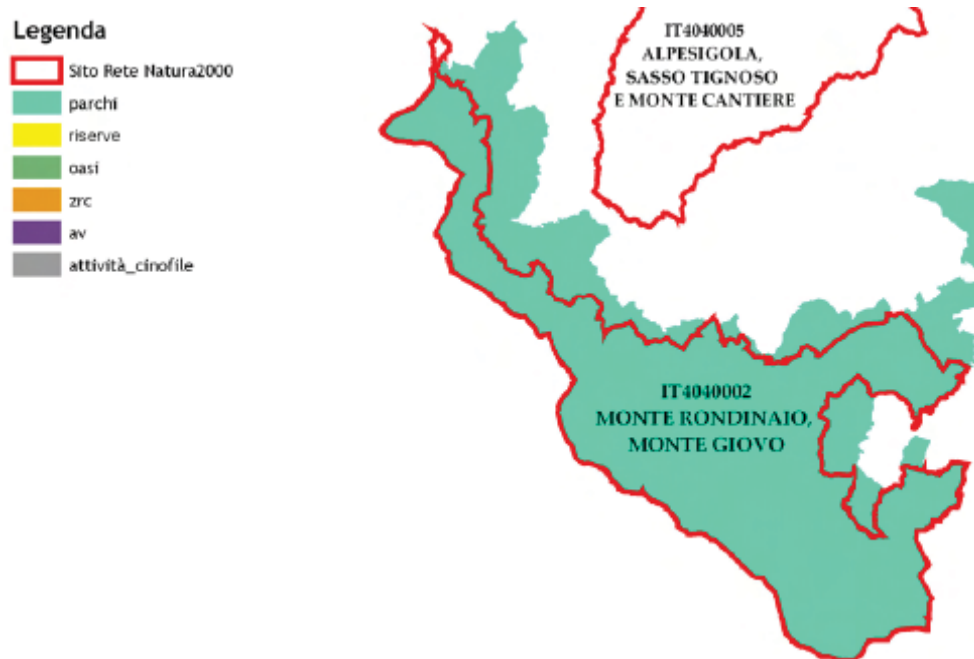 Legenda
Sito Rete Natura2000
parchi
riserve
oasi
zrc
av
attività_cinofile
IT4040005
ALPESIGOLA,
SASSO TIGNOSO
E MONTE CANTIERE
IT4040002
MONTE RONDINAIO,
MONTE GIOVO